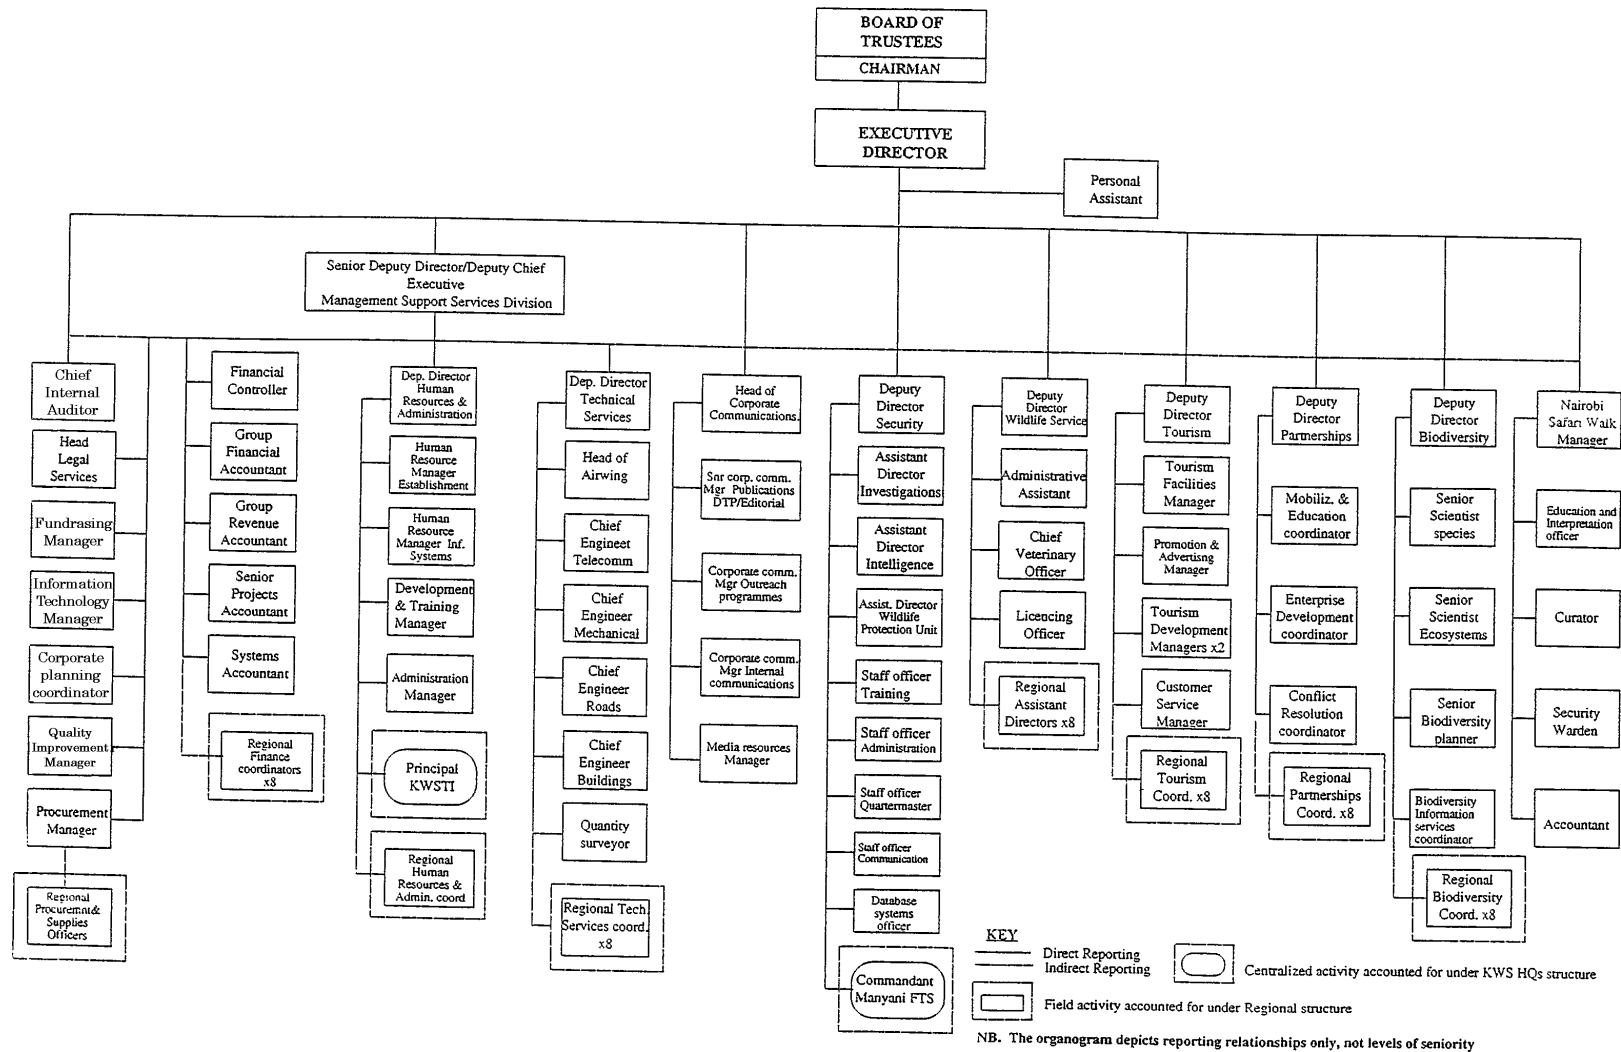 BOARD OF
TRUSTEES
CHAIRMAN
EXECUTIVE
DIRECTOR
Personal
Assistant
Senior Deputy Director/Deputy Chief
Executive
Management Support Services Division
Chief
Internal
Auditor
Head
Legal
Services
Fundrasing
Manager
Information
Technology
Manager
Corporate
planning
coordinator
Quality
Improvement
Manager
Procurement
Manager
Regional
Procurement&
Supplies
Officers
Financial
Controller
Group
Financial
Accountant
Group
Revenue
Accountant
Senior
Projects
Accountant
Systems
Accountant
Regional
Finance
coordinators
x8
Dep. Director
Human
Resources &
Administration
Human
Resource
Manager
Establishment
Human
Resource
Manager Inf.
Systems
Development
& Training
Manager
Administration
Manager
Principal
KWSTI
Regional
Human
Resources &
Admin. coord
Dep. Director
Technical
Services
Head of
Airwing
Chief
Engineet
Telecomm
Chief
Engineer
Mechanical
Chief
Engineer
Roads
Chief
Engineer
Buildings
Quantity
surveyor
Regional Tech.
Services coord.
x8
Head of
Corporate
Communications.
Snr corp. comm.
Mgr Publications
DTP/Editorial
Corporate comm.
Mgr Outreach
programmes
Corporate comm.
Mgr Internal
communications
Media resources
Manager
Deputy
Director
Security
Assistant
Director
Investigations
Assistant
Director
Intelligence
Assist. Director
Wildlife
Protection Unit
Staff officer
Training
Staff officer
Administration
Staff officer
Quartermaster
Staff officer
Communication
Database
systems
officer
Commandant
Manyani FTS
Deputy
Director
Wildlife Service
Administrative
Assistant
Chief
Veterinary
Officer
Licencing
Officer
Regional
Assistant
Directors x8
Deputy
Director
Tourism
Tourism
Facilities
Manager
Promotion &
Advertising
Manager
Tourism
Development
Managers x2
Customer
Service
Manager
Regional
Tourism
Coord. x8
Deputy
Director
Partnerships
Mobiliz. &
Education
coordinator
Enterprise
Development
coordinator
Conflict
Resolution
coordinator
Regional
Partnerships
Coord. x8
Deputy
Director
Biodiversity
Senior
Scientist
species
Senior
Scientist
Ecosystems
Senior
Biodiversity
planner
Biodiversity
Information
services
coordinator
Regional
Biodiversity
Coord. x8
Nairobi
Safari Walk
Manager
Education and
Interpretation
officer
Curator
Security
Warden
Accountant
KEY
Direct Reporting
Indirect Reporting
Centralized activity accounted for under KWS HQs structure
Field activity accounted for under Regional structure
NB. The organogram depicts reporting relationships only, not levels of seniority